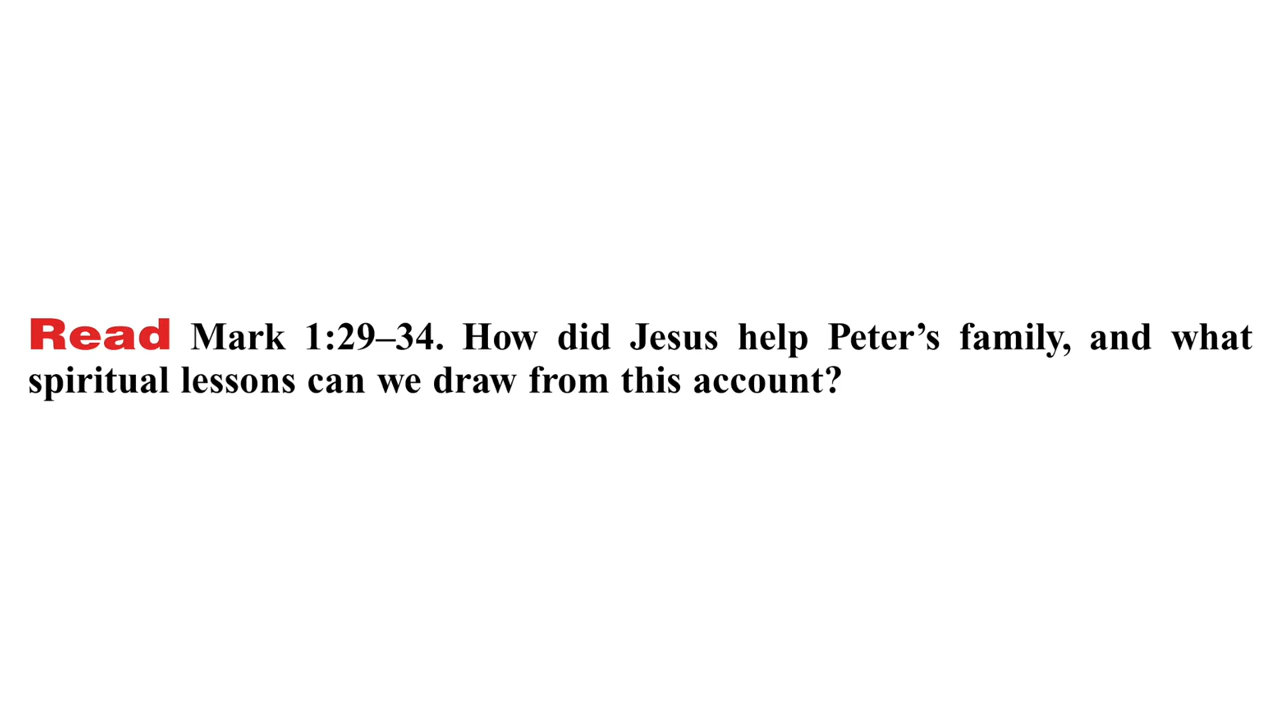 Read Mark 1:29–34. How did Jesus help Peter’s family, and what
spiritual lessons can we draw from this account?